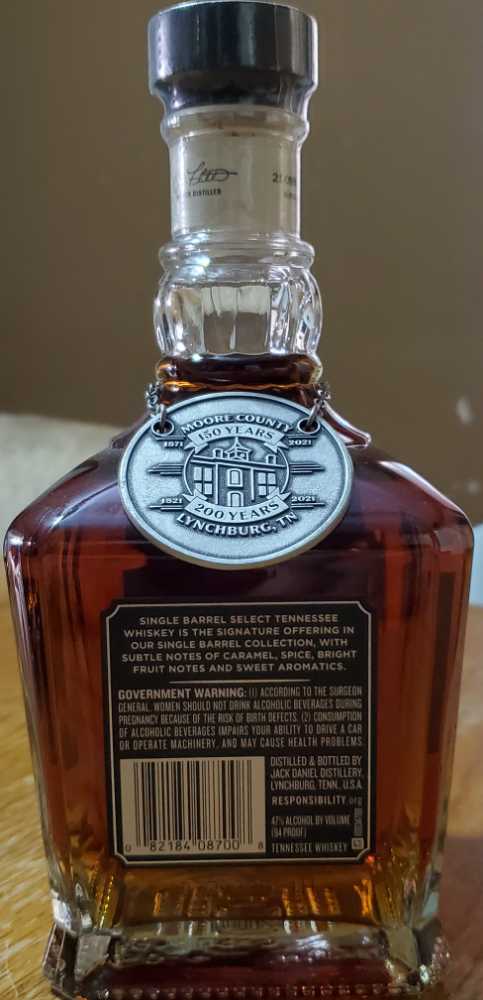 DISTILLER
MOORE COUNTY
150 YEARS
1871 2021
1821 2021
200 YEARS
LYNCHBURG, TN
SINGLE BARREL SELECT TENNESSEE
WHISKEY IS THE SIGNATURE OFFERING IN
OUR SINGLE BARREL COLLECTION, WITH
SUBTLE NOTES OF CARAMEL, SPICE, BRIGHT
FRUIT NOTES AND SWEET AROMATICS.
GOVERNMENT WARNING: (1) ACCORDING TO THE SURGEON
GENERAL, WOMEN SHOULD NOT DRINK ALCOHOLIC BEVERAGES DURING
PREGNANCY BECAUSE OF THE RISK OF BIRTH DEFECTS. (2) CONSUMPTION
OF ALCOHOLIC BEVERAGES IMPAIRS YOUR ABILITY TO DRIVE A CAR
OR OPERATE MACHINERY, AND MAY CAUSE HEALTH PROBLEMS.
DISTILLED & BOTTLED BY
JACK DANIEL DISTILLERY,
LYNCHBURG, TENN., U.S.A.
RESPONSIBILITY.org
47% ALCOHOL BY VOLUME
(94 PROOF)
TENNESSEE WHISKEY
0 82184 08700 8